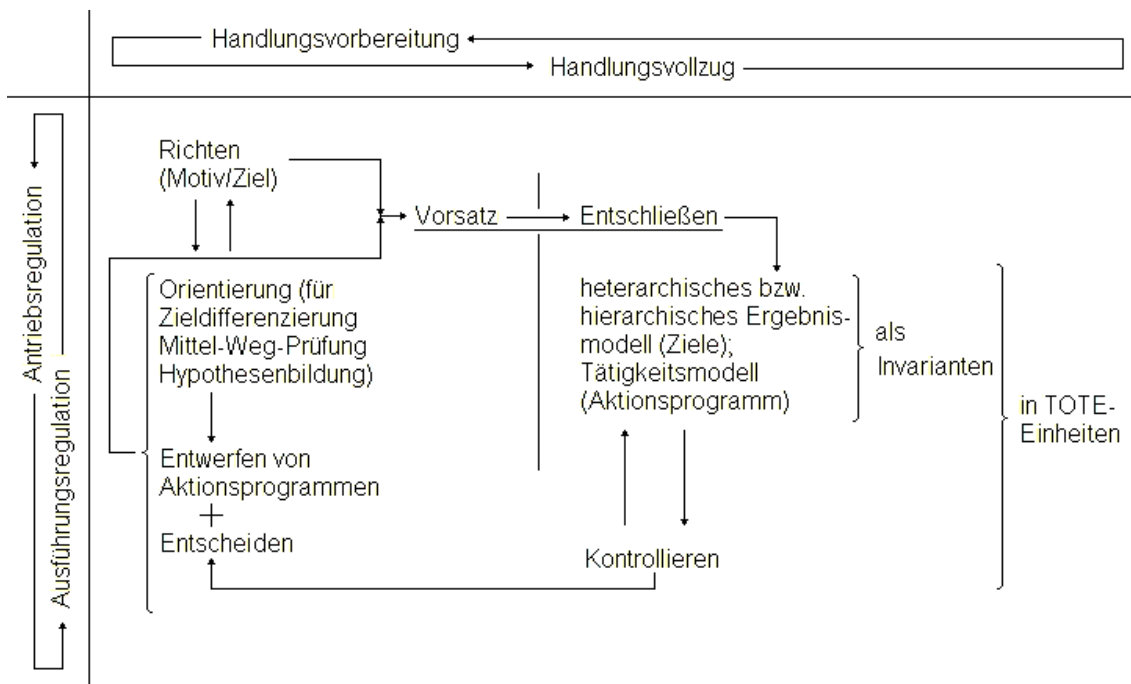 Handlungsvorbereitung
Handlungsvollzug
Antriebsregulation
Ausführungsregulation
Richten
(Motiv/Ziel)
Vorsatz
Entschließen
Orientierung (für
Zieldifferenzierung
Mittel-Weg-Prüfung
Hypothesenbildung)
Entwerfen von
Aktionsprogrammen
+
Entscheiden
heterarchisches bzw.
hierarchisches Ergebnis-
modell (Ziele);
Tätigkeitsmodell
(Aktionsprogramm)
als
Invarianten
Kontrollieren
in TOTE-
Einheiten